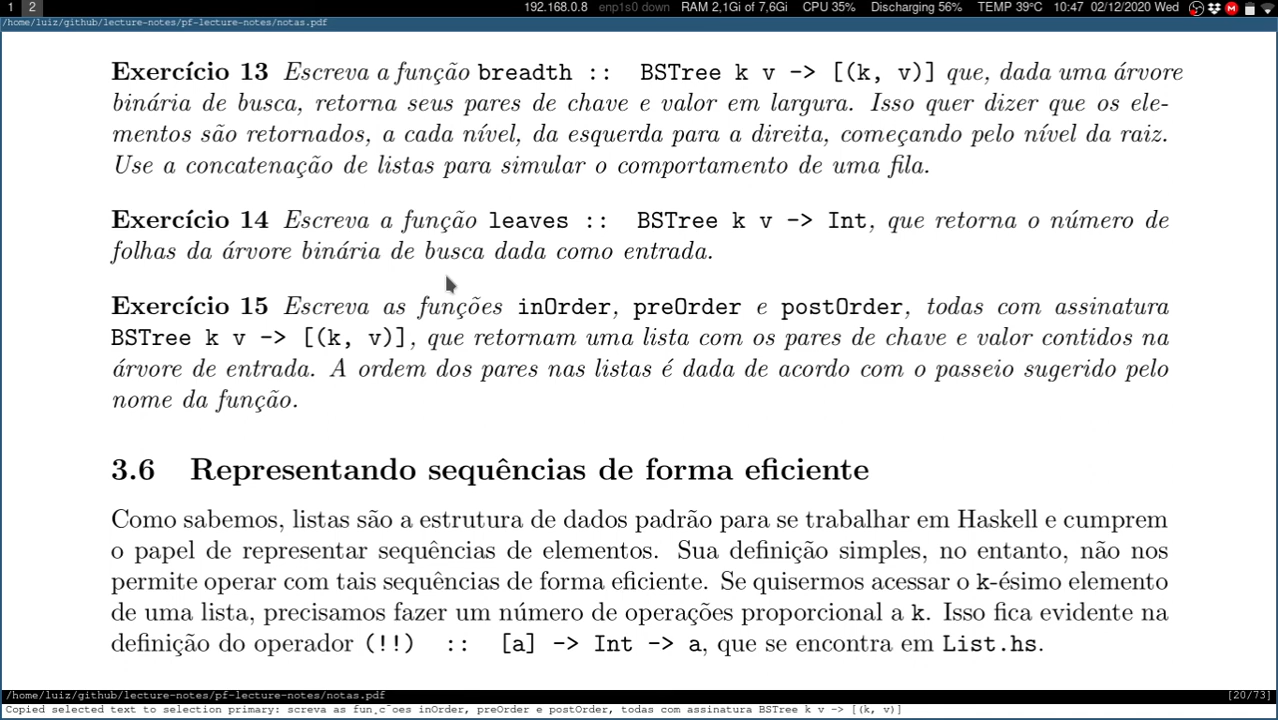 1 2 192.168.0.8 enp1s0 down RAM 2,1Gi of 7,6Gi CPU 35% Discharging 56% TEMP 39ºC 10:47 02/12/2020 Wed
/home/luiz/github/lecture-notes/pf-lecture-notes/notas.pdf
Exercício 13 Escreva a função breadth :: BSTree k v -> [(k, v)] que, dada uma árvore
binária de busca, retorna seus pares de chave e valor em largura. Isso quer dizer que os ele-
mentos são retornados, a cada nível, da esquerda para a direita, começando pelo nível da raiz.
Use a concatenação de listas para simular o comportamento de uma fila.
Exercício 14 Escreva a função leaves :: BSTree k v -> Int, que retorna o número de
folhas da árvore binária de busca dada como entrada.
Exercício 15 Escreva as funções inOrder, preOrder e postOrder, todas com assinatura
BSTree k v -> [(k, v)], que retornam uma lista com os pares de chave e valor contidos na
árvore de entrada. A ordem dos pares nas listas é dada de acordo com o passeio sugerido pelo
nome da função.
3.6 Representando sequências de forma eficiente
Como sabemos, listas são a estrutura de dados padrão para se trabalhar em Haskell e cumprem
o papel de representar sequências de elementos. Sua definição simples, no entanto, não nos
permite operar com tais sequências de forma eficiente. Se quisermos acessar o k-ésimo elemento
de uma lista, precisamos fazer um número de operações proporcional a k. Isso fica evidente na
definição do operador (!!) :: [a] -> Int -> a, que se encontra em List.hs.
/home/luiz/github/lecture-notes/pf-lecture-notes/notas.pdf [20/73]
Copied selected text to selection primary: screva as fun¸c˜oes inOrder, preOrder e postOrder, todas com assinatura BSTree k v -> [(k, v)]